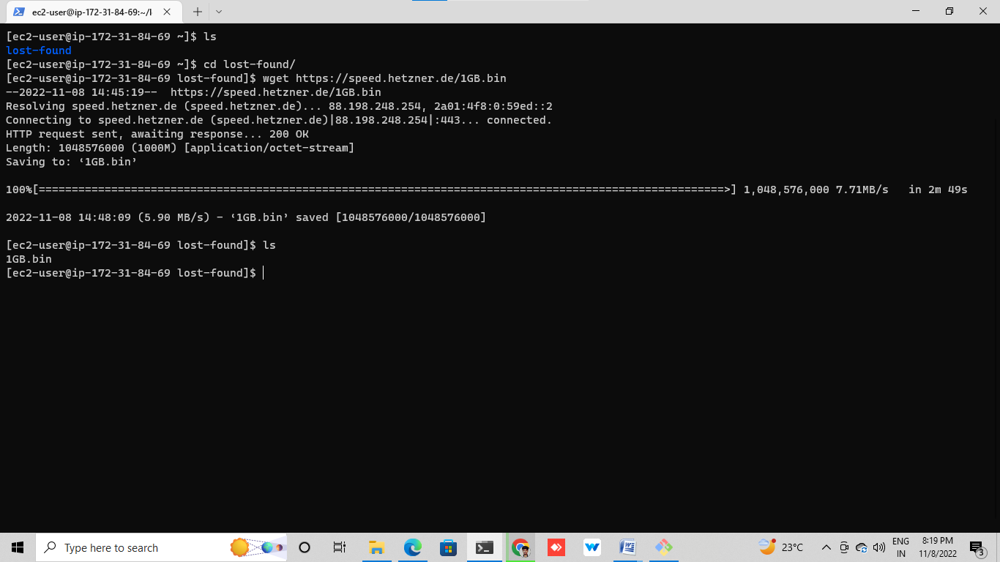 ec2-user@ip-172-31-84-69:~/l
[ec2-user@ip-172-31-84-69 ~]$ ls
lost-found
[ec2-user@ip-172-31-84-69 ~]$ cd lost-found/
[ec2-user@ip-172-31-84-69 lost-found]$ wget https://speed.hetzner.de/1GB.bin
--2022-11-08 14:45:19--  https://speed.hetzner.de/1GB.bin
Resolving speed.hetzner.de (speed.hetzner.de)... 88.198.248.254, 2a01:4f8:0:59ed::2
Connecting to speed.hetzner.de (speed.hetzner.de)|88.198.248.254|:443... connected.
HTTP request sent, awaiting response... 200 OK
Length: 1048576000 (1000M) [application/octet-stream]
Saving to: ‘1GB.bin’
100%[========================================================================================================>] 1,048,576,000 7.71MB/s   in 2m 49s
2022-11-08 14:48:09 (5.90 MB/s) - ‘1GB.bin’ saved [1048576000/1048576000]
[ec2-user@ip-172-31-84-69 lost-found]$ ls
1GB.bin
[ec2-user@ip-172-31-84-69 lost-found]$
Type here to search
23°C
ENG
IN
8:19 PM
11/8/2022
3